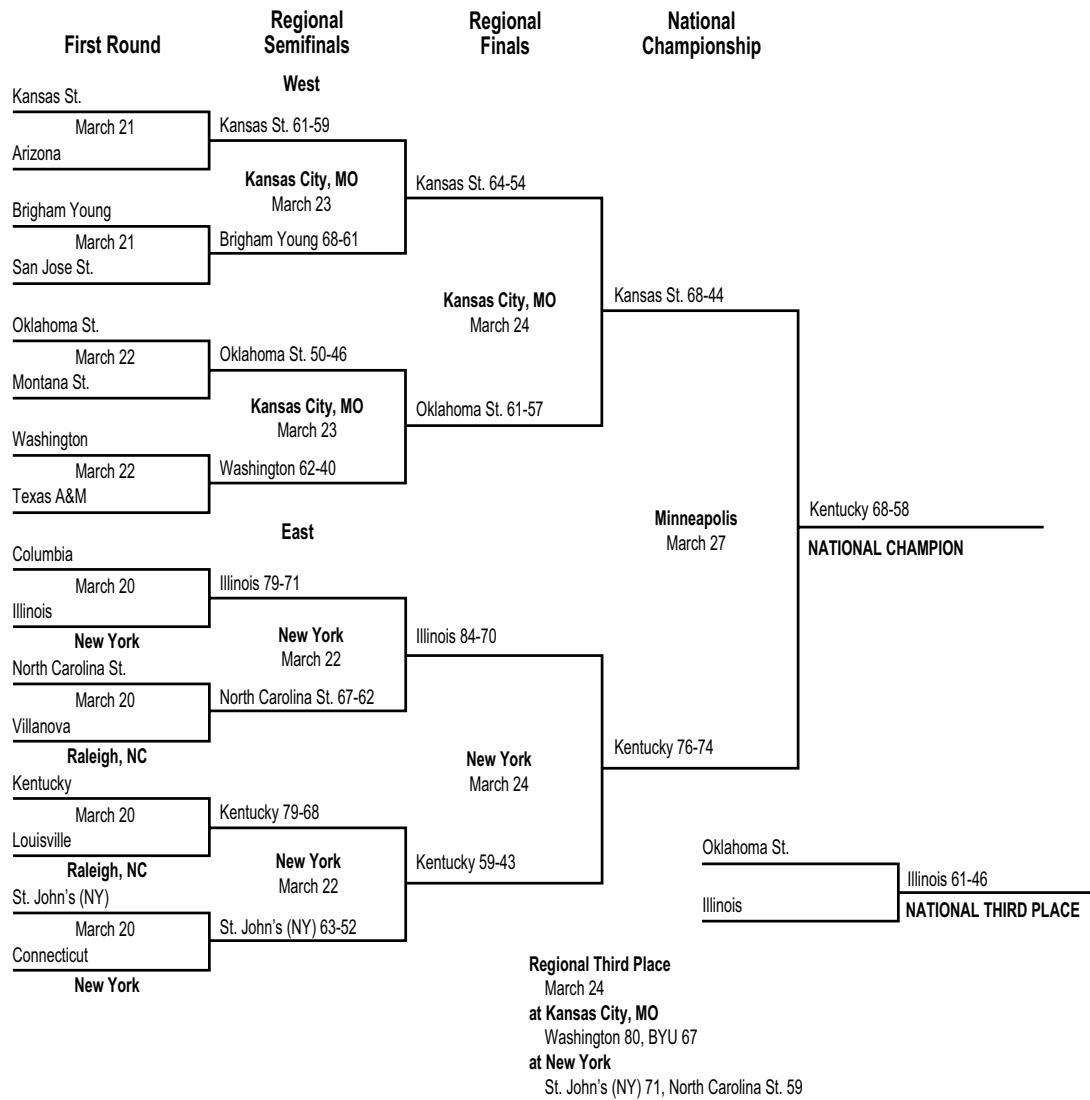 First Round
Regional
Semifinals
Regional
Finals
National
Championship
West
Kansas St.
March 21
Arizona
Kansas St. 61-59
Kansas City, MO
March 23
Brigham Young
March 21
San Jose St.
Brigham Young 68-61
Kansas St. 64-54
Kansas City, MO
March 24
Oklahoma St.
March 22
Montana St.
Oklahoma St. 50-46
Kansas City, MO
March 23
Washington
March 22
Texas A&M
Washington 62-40
Oklahoma St. 61-57
Kansas St. 68-44
Minneapolis
March 27
Kentucky 68-58
NATIONAL CHAMPION
East
Columbia
March 20
Illinois
New York
Illinois 79-71
New York
March 22
North Carolina St.
March 20
Villanova
Raleigh, NC
North Carolina St. 67-62
Illinois 84-70
New York
March 24
Kentucky
March 20
Louisville
Raleigh, NC
Kentucky 79-68
New York
March 22
St. John's (NY)
March 20
Connecticut
New York
St. John's (NY) 63-52
Kentucky 59-43
Kentucky 76-74
Oklahoma St.
Illinois
Illinois 61-46
NATIONAL THIRD PLACE
Regional Third Place
March 24
at Kansas City, MO
Washington 80, BYU 67
at New York
St. John's (NY) 71, North Carolina St. 59